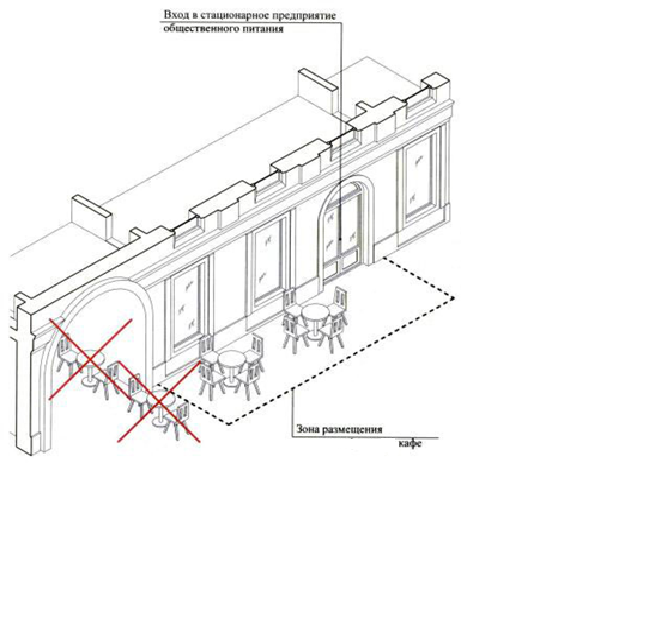 Вход в стационарное предприятие
общественного питания
Зона размещения
кафе